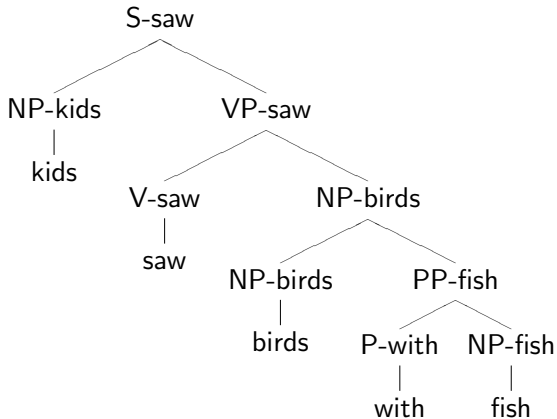 S-saw
NP-kids VP-saw
kids
V-saw NP-birds
saw
NP-birds PP-fish
birds
P-with NP-fish
with fish